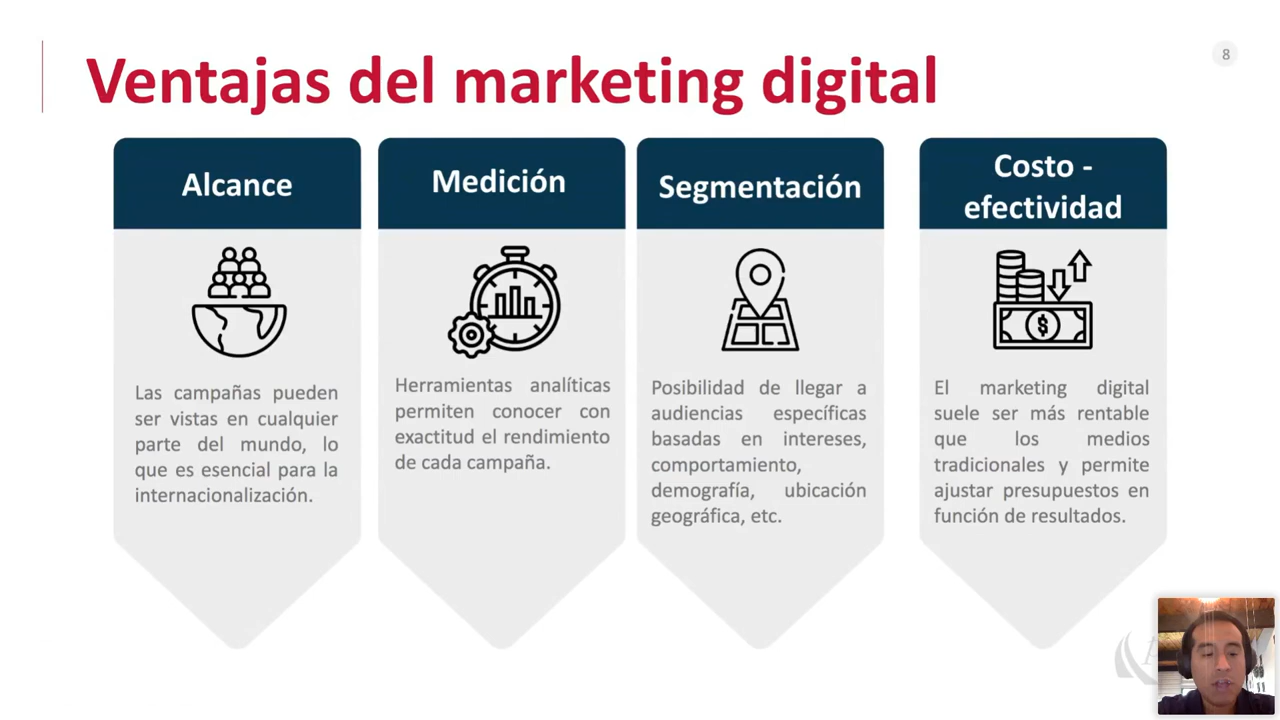 8
Ventajas del marketing digital
Alcance
Las campañas pueden
ser vistas en cualquier
parte del mundo, lo
que es esencial para la
internacionalización.
Medición
Herramientas analíticas
permiten conocer con
exactitud el rendimiento
de cada campaña.
Segmentación
Posibilidad de llegar a
audiencias específicas
basadas en intereses,
comportamiento,
demografía, ubicación
geográfica, etc.
Costo -
efectividad
$
El marketing digital
suele ser más rentable
que los medios
tradicionales y permite
ajustar presupuestos en
función de resultados.